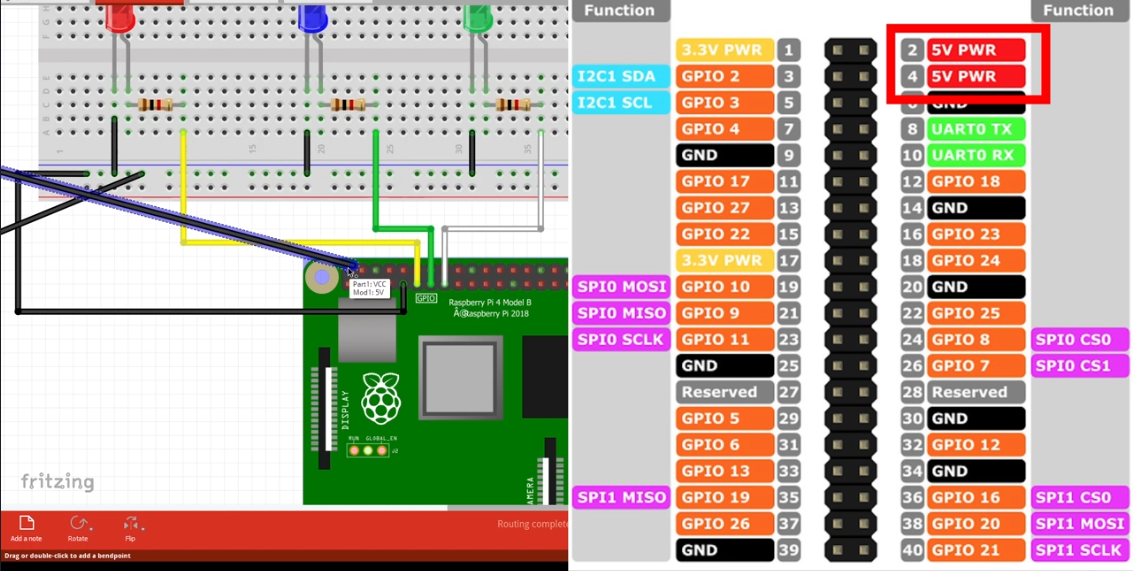 F
E
D
C
B
A
1
15
25
30
35
Part1: VCC
Mod1: 5V
GPIO
Raspberry Pi 4 Model B
Â©Raspberry Pi 2018
DISPLAY
RUN GLOBAL_EN
J2
AMERA
fritzing
Add a note
Rotate
Flip
Routing complete
Drag or double-click to add a bendpoint
Function Function
3.3V PWR 1 2 5V PWR
I2C1 SDA GPIO 2 3 4 5V PWR
I2C1 SCL GPIO 3 5 6 GND
GPIO 4 7 8 UART0 TX
GND 9 10 UART0 RX
GPIO 17 11 12 GPIO 18
GPIO 27 13 14 GND
GPIO 22 15 16 GPIO 23
3.3V PWR 17 18 GPIO 24
SPI0 MOSI GPIO 10 19 20 GND
SPI0 MISO GPIO 9 21 22 GPIO 25
SPI0 SCLK GPIO 11 23 24 GPIO 8 SPI0 CS0
GND 25 26 GPIO 7 SPI0 CS1
Reserved 27 28 Reserved
GPIO 5 29 30 GND
GPIO 6 31 32 GPIO 12
GPIO 13 33 34 GND
SPI1 MISO GPIO 19 35 36 GPIO 16 SPI1 CS0
GPIO 26 37 38 GPIO 20 SPI1 MOSI
GND 39 40 GPIO 21 SPI1 SCLK